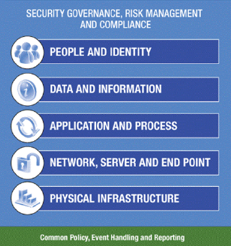 SECURITY GOVERNANCE, RISK MANAGEMENT
AND COMPLIANCE
PEOPLE AND IDENTITY
DATA AND INFORMATION
APPLICATION AND PROCESS
NETWORK, SERVER AND END POINT
PHYSICAL INFRASTRUCTURE
Common Policy, Event Handling and Reporting